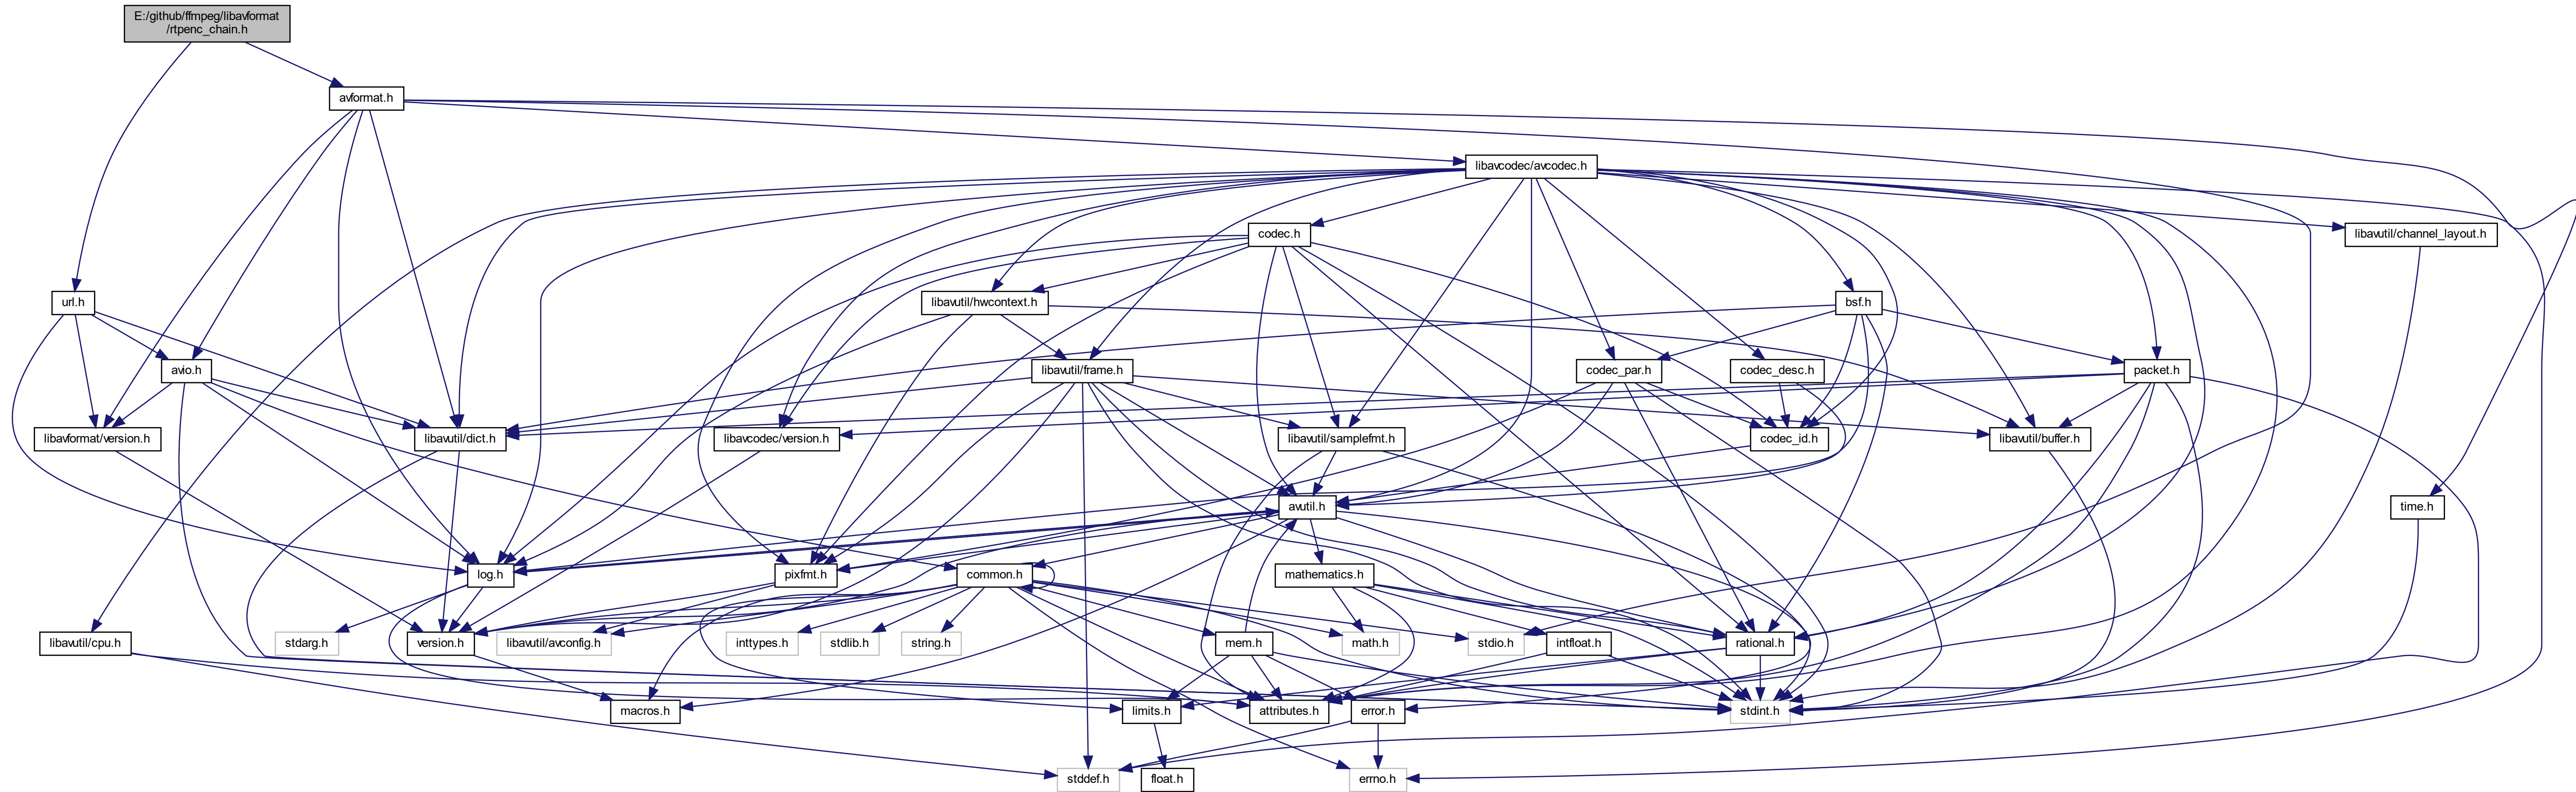 E:/github/ffmpeg/libavformat
/rtpenc_chain.h
avformat.h
libavcodec/avcodec.h
codec.h
libavutil/channel_layout.h
url.h
libavutil/hwcontext.h
bsf.h
avio.h
libavutil/frame.h
codec_par.h
codec_desc.h
packet.h
libavformat/version.h
libavutil/dict.h
libavcodec/version.h
libavutil/samplefmt.h
codec_id.h
libavutil/buffer.h
avutil.h
time.h
log.h
pixfmt.h
common.h
mathematics.h
libavutil/cpu.h
stdarg.h
version.h
libavutil/avconfig.h
inttypes.h
stdlib.h
string.h
mem.h
math.h
stdio.h
intfloat.h
rational.h
macros.h
limits.h
attributes.h
error.h
stdint.h
stddef.h
float.h
errno.h